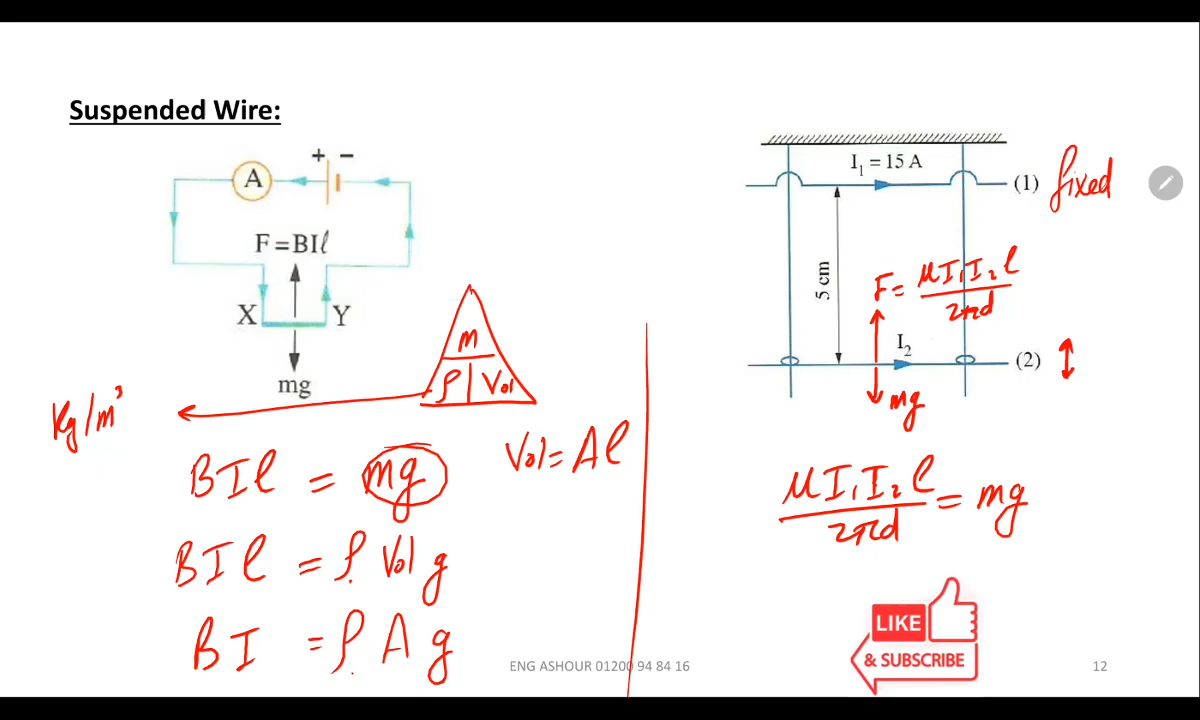 Suspended Wire:
+ −
A
F = BIℓ
X Y
mg
m
ρ Vol
Kg/m³
Vol = Aℓ
BIℓ = mg
BIℓ = ρ Vol g
BI = ρ A g
I₁ = 15 A
(1) fixed
5 cm
F = μI₁I₂ℓ / 2πd
I₂
(2)
mg
μI₁I₂ℓ / 2πd = mg
LIKE
& SUBSCRIBE
ENG ASHOUR 01200 94 84 16
12